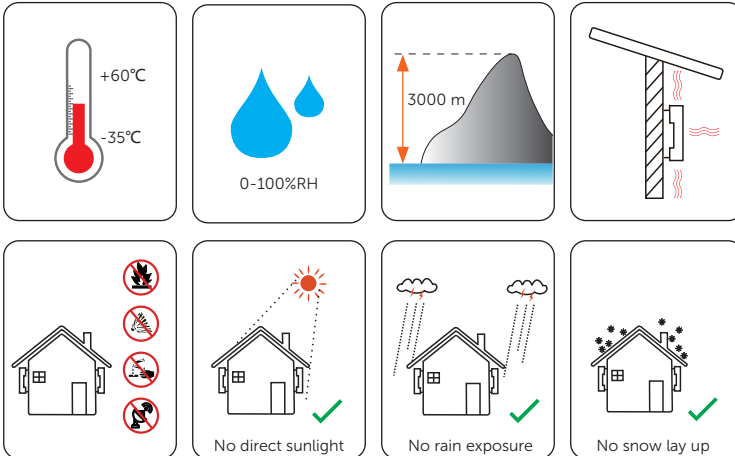 +60℃
-35℃
0-100%RH
3000 m
No direct sunlight
No rain exposure
No snow lay up